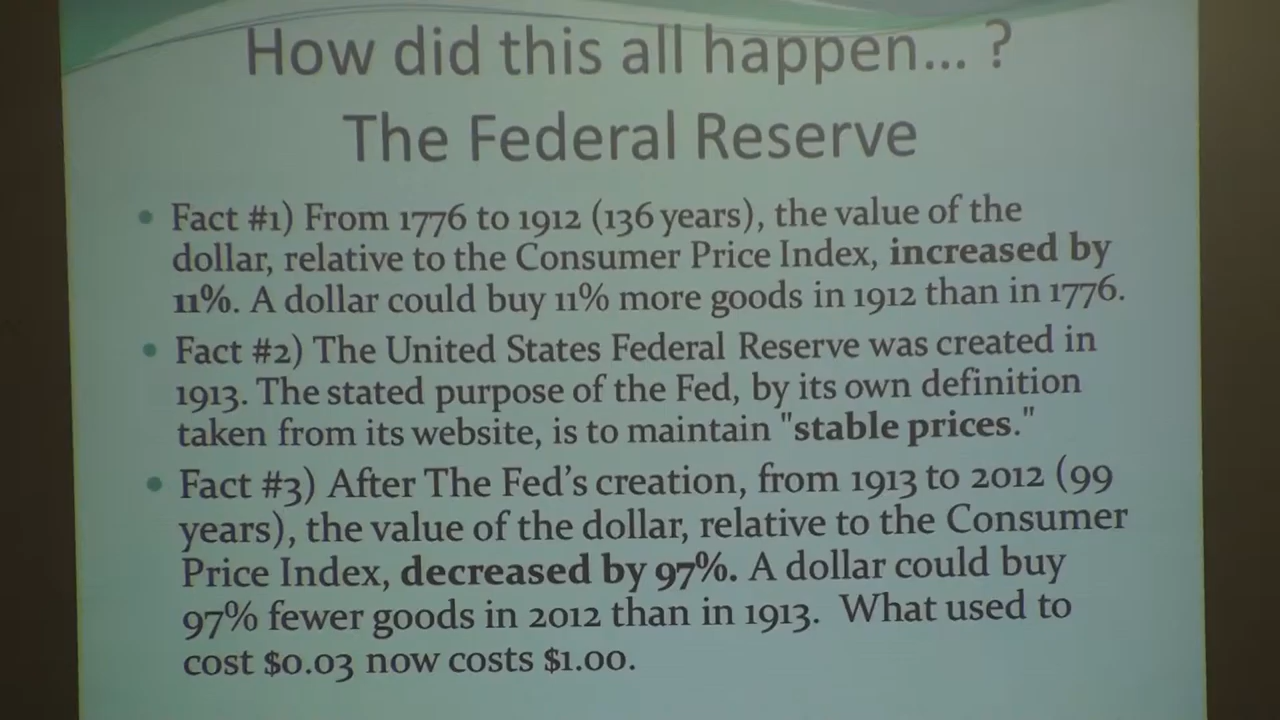 How did this all happen... ?
The Federal Reserve
• Fact #1) From 1776 to 1912 (136 years), the value of the
dollar, relative to the Consumer Price Index, increased by
11%. A dollar could buy 11% more goods in 1912 than in 1776.
• Fact #2) The United States Federal Reserve was created in
1913. The stated purpose of the Fed, by its own definition
taken from its website, is to maintain "stable prices."
• Fact #3) After The Fed's creation, from 1913 to 2012 (99
years), the value of the dollar, relative to the Consumer
Price Index, decreased by 97%. A dollar could buy
97% fewer goods in 2012 than in 1913.  What used to
cost $0.03 now costs $1.00.